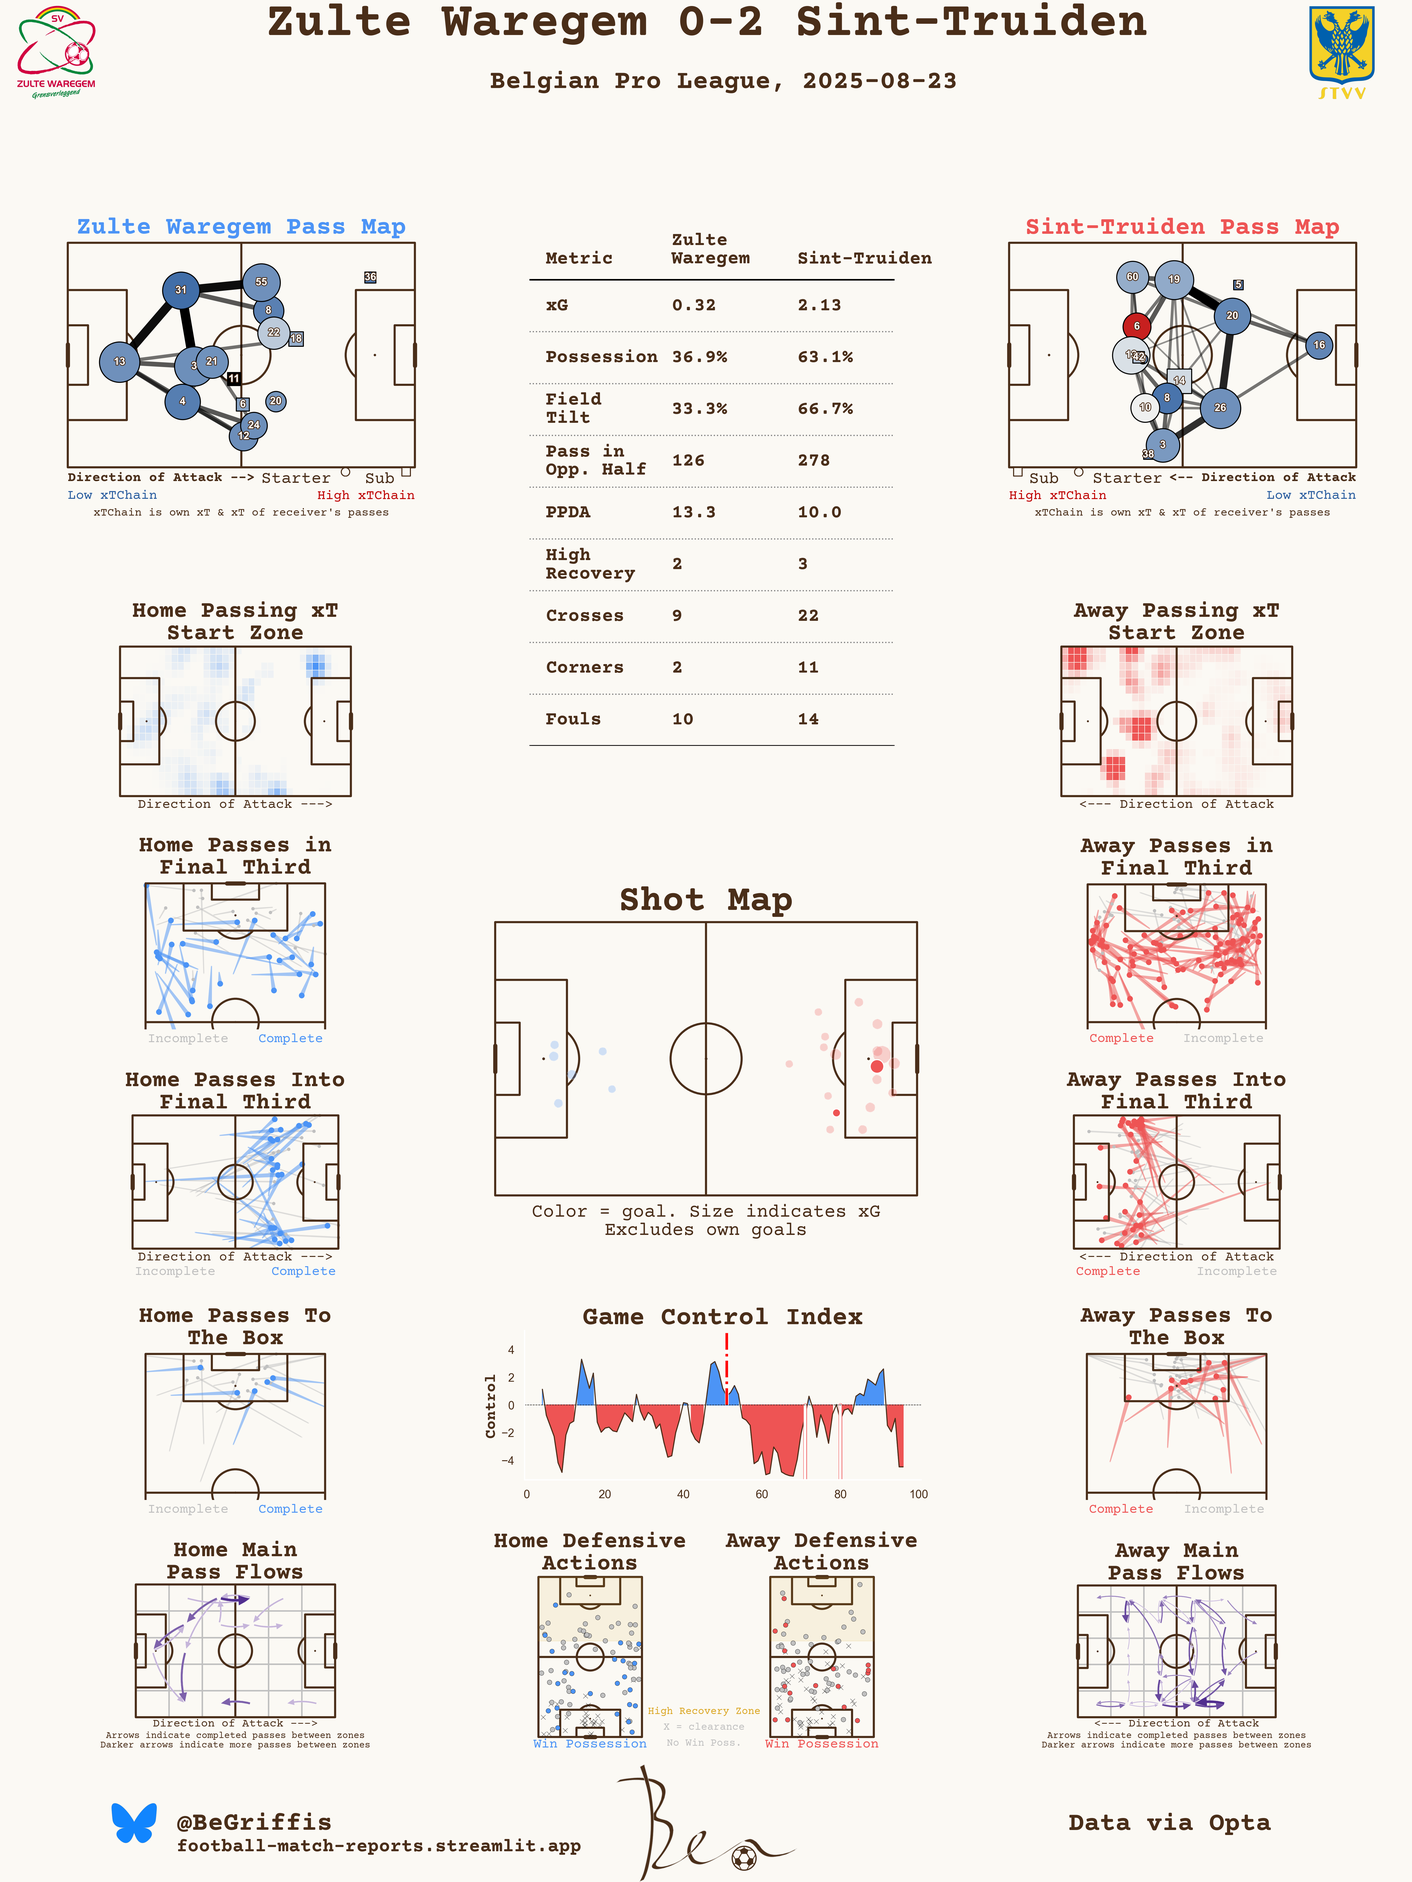 Zulte Waregem 0-2 Sint-Truiden
Belgian Pro League, 2025-08-23
SV
ZULTE WAREGEM
Grensverleggend
STVV
Zulte Waregem Pass Map
31
55
8
22
18
36
13
21
11
4
6
20
24
12
Direction of Attack --> Starter Sub
Low xTChain High xTChain
xTChain is own xT & xT of receiver's passes
Metric Zulte Waregem Sint-Truiden
xG 0.32 2.13
Possession 36.9% 63.1%
Field Tilt 33.3% 66.7%
Pass in Opp. Half 126 278
PPDA 13.3 10.0
High Recovery 2 3
Crosses 9 22
Corners 2 11
Fouls 10 14
Sint-Truiden Pass Map
60
19
5
20
6
16
42
14
8
10
26
3
38
Sub Starter <-- Direction of Attack
High xTChain Low xTChain
xTChain is own xT & xT of receiver's passes
Home Passing xT
Start Zone
Direction of Attack --->
Away Passing xT
Start Zone
<--- Direction of Attack
Home Passes in
Final Third
Incomplete Complete
Away Passes in
Final Third
Complete Incomplete
Shot Map
Color = goal. Size indicates xG
Excludes own goals
Home Passes Into
Final Third
Direction of Attack --->
Incomplete Complete
Away Passes Into
Final Third
<--- Direction of Attack
Complete Incomplete
Home Passes To
The Box
Incomplete Complete
Game Control Index
Control
4
2
0
−2
−4
0 20 40 60 80 100
Away Passes To
The Box
Complete Incomplete
Home Main
Pass Flows
Direction of Attack --->
Arrows indicate completed passes between zones
Darker arrows indicate more passes between zones
Home Defensive
Actions
Win Possession
High Recovery Zone
X = clearance
No Win Poss.
Away Defensive
Actions
Win Possession
Away Main
Pass Flows
<--- Direction of Attack
Arrows indicate completed passes between zones
Darker arrows indicate more passes between zones
@BeGriffis
football-match-reports.streamlit.app
Ben
Data via Opta